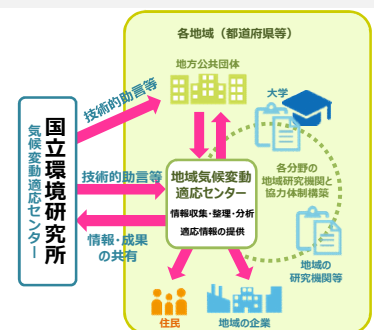 各地域（都道府県等）
地方公共団体
技術的助言等
大学
国立環境研究所
気候変動適応センター
技術的助言等
地域気候変動
適応センター
情報収集・整理・分析
適応情報の提供
各分野の
地域研究機関と
協力体制構築
情報・成果
の共有
地域の
研究機関等
住民
地域の企業